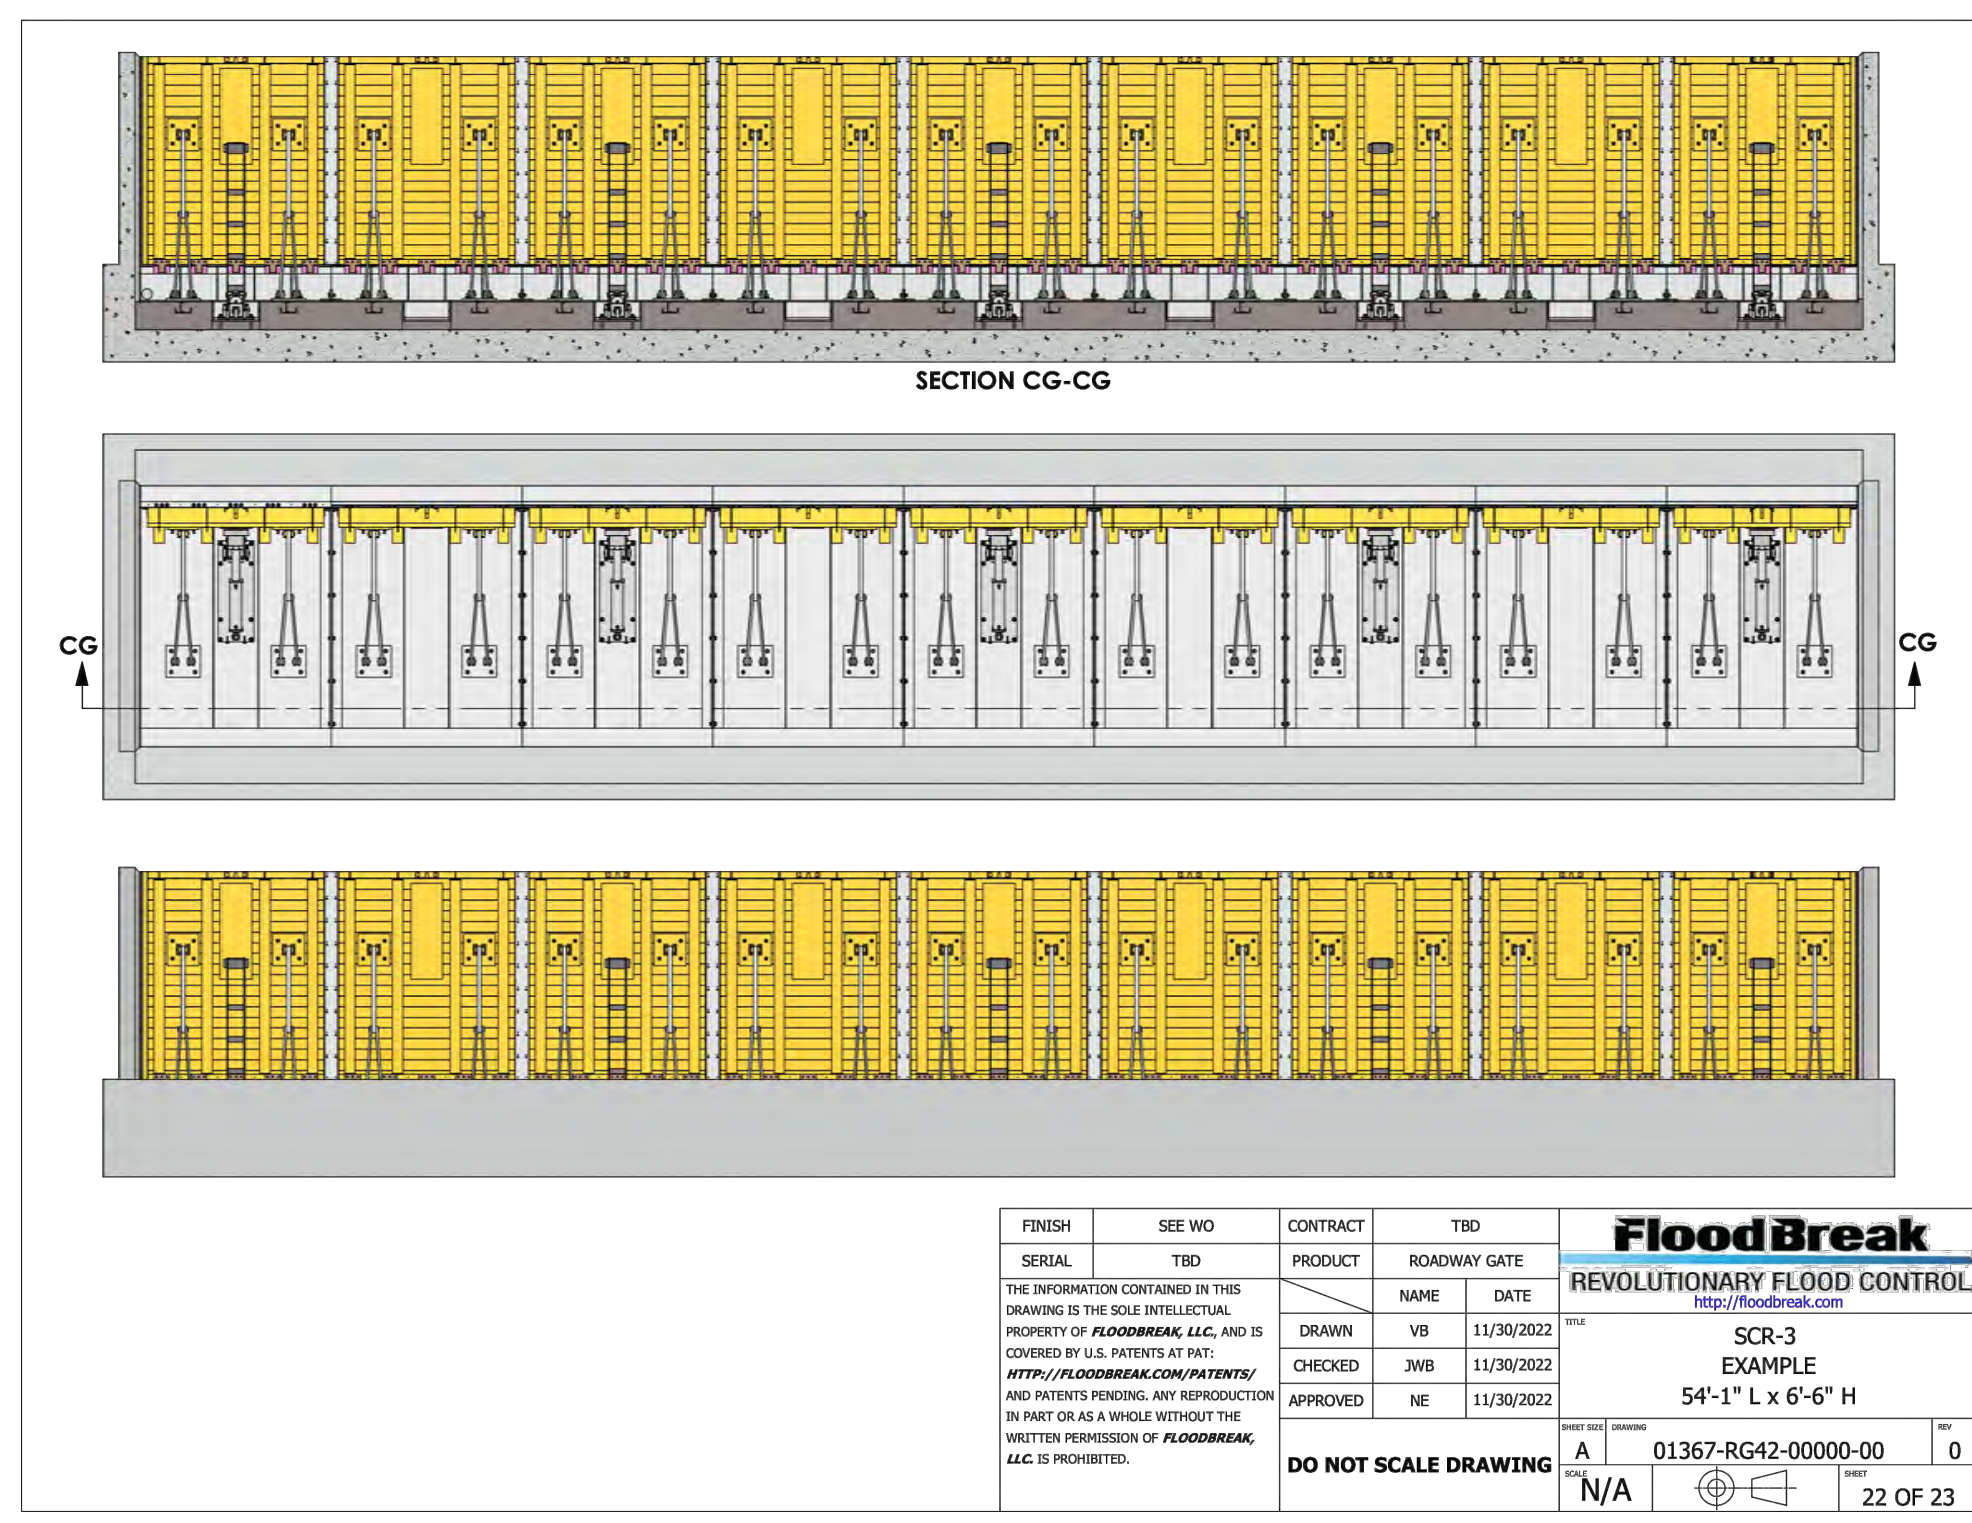 SECTION CG-CG
CG
CG
FINISH
SEE WO
CONTRACT
TBD
SERIAL
TBD
PRODUCT
ROADWAY GATE
THE INFORMATION CONTAINED IN THIS
DRAWING IS THE SOLE INTELLECTUAL
PROPERTY OF FLOODBREAK, LLC., AND IS
COVERED BY U.S. PATENTS AT PAT:
HTTP://FLOODBREAK.COM/PATENTS/
AND PATENTS PENDING. ANY REPRODUCTION
IN PART OR AS A WHOLE WITHOUT THE
WRITTEN PERMISSION OF FLOODBREAK,
LLC. IS PROHIBITED.
NAME
DATE
DRAWN
VB
11/30/2022
CHECKED
JWB
11/30/2022
APPROVED
NE
11/30/2022
DO NOT SCALE DRAWING
FloodBreak
REVOLUTIONARY FLOOD CONTROL
http://floodbreak.com
TITLE
SCR-3
EXAMPLE
54'-1" L x 6'-6" H
SHEET SIZE
A
DRAWING
01367-RG42-00000-00
REV
0
SCALE
N/A
SHEET
22 OF 23